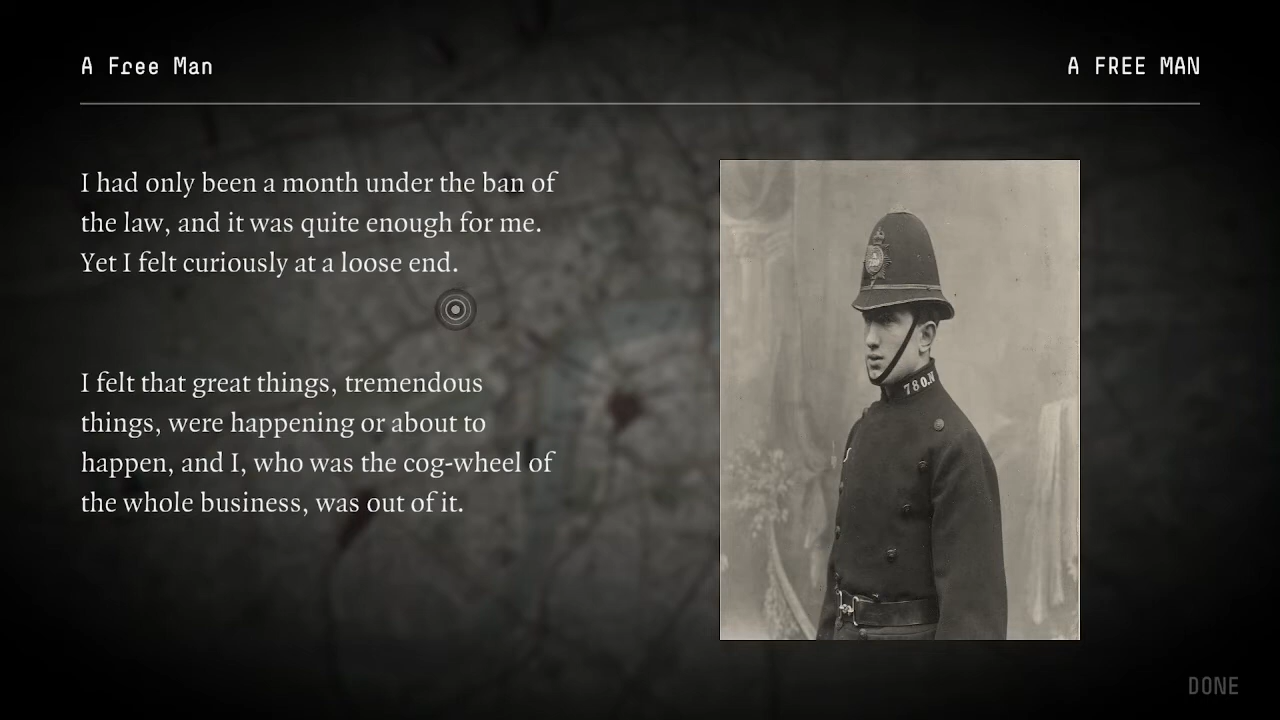 A Free Man
A FREE MAN
I had only been a month under the ban of
the law, and it was quite enough for me.
Yet I felt curiously at a loose end.
I felt that great things, tremendous
things, were happening or about to
happen, and I, who was the cog-wheel of
the whole business, was out of it.
780.N
DONE